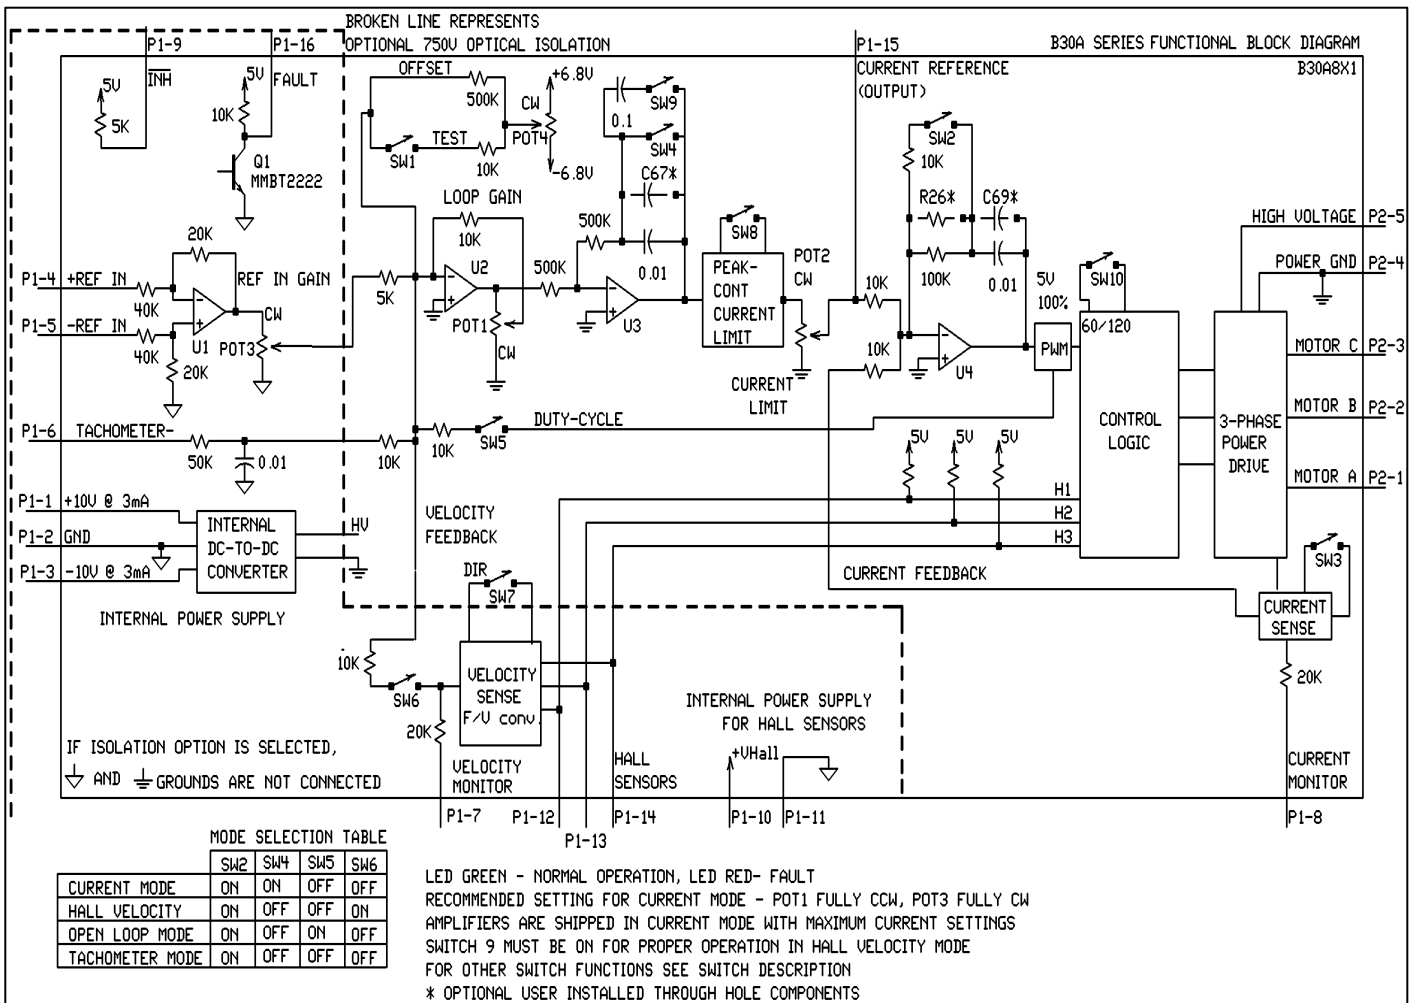 BROKEN LINE REPRESENTS
OPTIONAL 750V OPTICAL ISOLATION
P1-9
P1-16
P1-15
B30A SERIES FUNCTIONAL BLOCK DIAGRAM
B30A8X1
INH
5V
5K
5V
FAULT
10K
Q1
MMBT2222
OFFSET
500K
SW1
TEST
10K
CW
POT4
+6.8V
-6.8V
0.1
SW9
SW4
C67*
500K
0.01
CURRENT REFERENCE
(OUTPUT)
SW2
10K
R26*
C69*
100K
0.01
HIGH VOLTAGE
P2-5
POWER GND
P2-4
LOOP GAIN
10K
U2
500K
U3
POT1
CW
5K
SW8
PEAK-
CONT
CURRENT
LIMIT
POT2
CW
CURRENT
LIMIT
10K
10K
U4
5V
100%
PWM
SW10
60/120
CONTROL
LOGIC
3-PHASE
POWER
DRIVE
MOTOR C
P2-3
MOTOR B
P2-2
MOTOR A
P2-1
20K
P1-4
+REF IN
REF IN GAIN
40K
CW
P1-5
-REF IN
U1
POT3
40K
20K
P1-6
TACHOMETER-
50K
0.01
10K
10K
SW5
DUTY-CYCLE
5V
5V
5V
H1
H2
H3
P1-1
+10V @ 3mA
P1-2
GND
P1-3
-10V @ 3mA
INTERNAL
DC-TO-DC
CONVERTER
HV
INTERNAL POWER SUPPLY
VELOCITY
FEEDBACK
CURRENT FEEDBACK
SW3
CURRENT
SENSE
20K
DIR
SW7
10K
SW6
VELOCITY
SENSE
F/V conv.
20K
INTERNAL POWER SUPPLY
FOR HALL SENSORS
IF ISOLATION OPTION IS SELECTED,
AND
GROUNDS ARE NOT CONNECTED
VELOCITY
MONITOR
HALL
SENSORS
+VHall
CURRENT
MONITOR
P1-7
P1-12
P1-13
P1-14
P1-10
P1-11
P1-8
MODE SELECTION TABLE
SW2 SW4 SW5 SW6
CURRENT MODE ON ON OFF OFF
HALL VELOCITY ON OFF OFF ON
OPEN LOOP MODE ON OFF ON OFF
TACHOMETER MODE ON OFF OFF OFF
LED GREEN - NORMAL OPERATION, LED RED- FAULT
RECOMMENDED SETTING FOR CURRENT MODE - POT1 FULLY CCW, POT3 FULLY CW
AMPLIFIERS ARE SHIPPED IN CURRENT MODE WITH MAXIMUM CURRENT SETTINGS
SWITCH 9 MUST BE ON FOR PROPER OPERATION IN HALL VELOCITY MODE
FOR OTHER SWITCH FUNCTIONS SEE SWITCH DESCRIPTION
* OPTIONAL USER INSTALLED THROUGH HOLE COMPONENTS